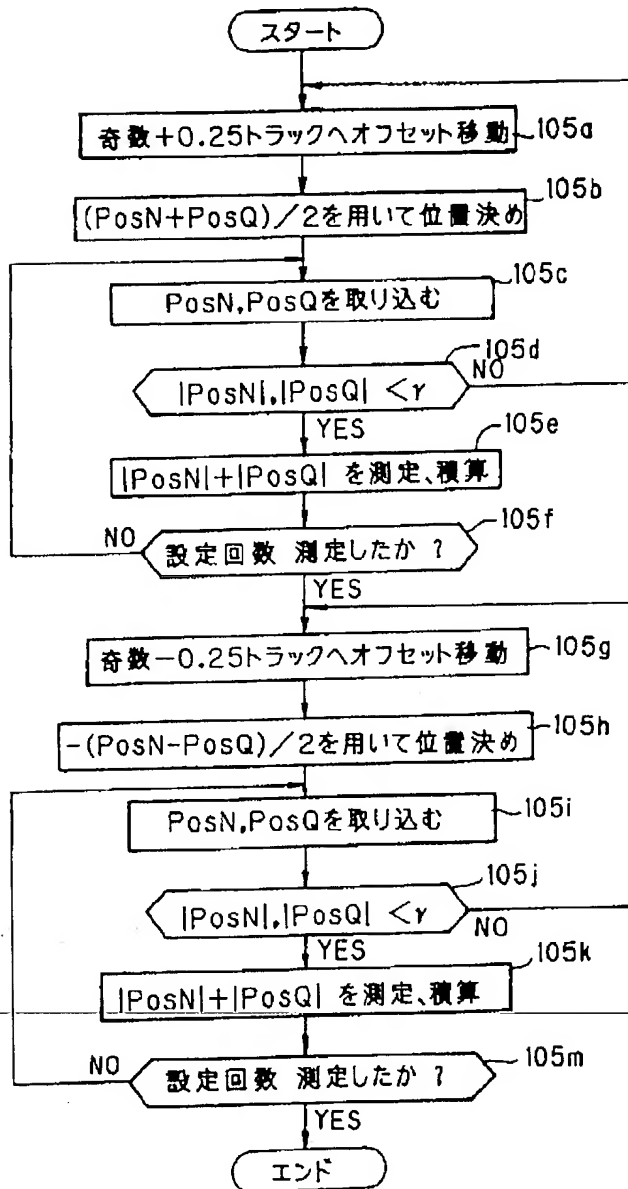 スタート
奇数+0.25トラックへオフセット移動
105a
(PosN+PosQ)/2を用いて位置決め
105b
PosN,PosQを取り込む
105c
|PosN|,|PosQ| <γ
105d
NO
YES
|PosN|+|PosQ| を測定、積算
105e
設定回数 測定したか ?
105f
NO
YES
奇数−0.25トラックへオフセット移動
105g
-(PosN-PosQ)/2を用いて位置決め
105h
PosN,PosQを取り込む
105i
|PosN|,|PosQ| <γ
105j
NO
YES
|PosN|+|PosQ| を測定、積算
105k
設定回数 測定したか ?
105m
NO
YES
エンド